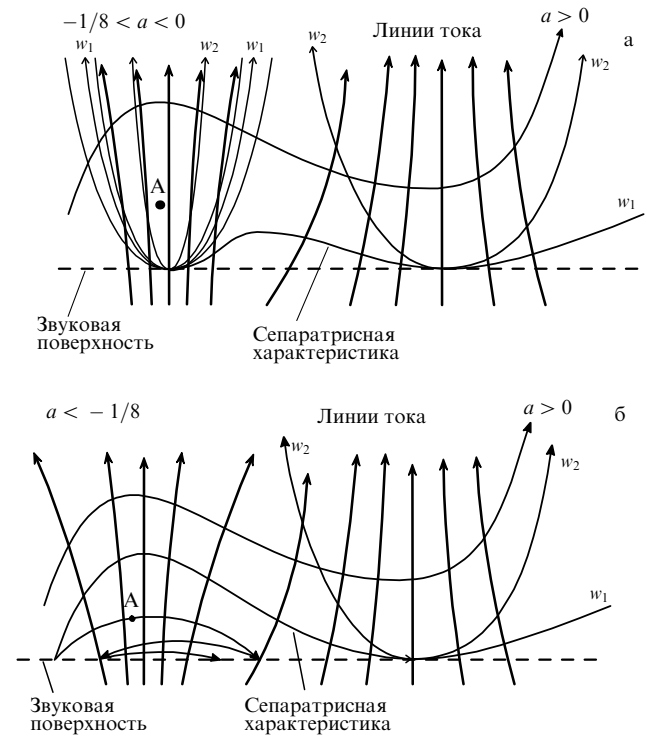 −1/8 < a < 0
w₁ w₂ w₁
w₂
Линии тока
a > 0
а
w₂
A
w₁
Звуковая
поверхность
Сепаратрисная
характеристика
a < − 1/8
Линии тока
a > 0
б
w₂
w₂
A
w₁
Звуковая
поверхность
Сепаратрисная
характеристика